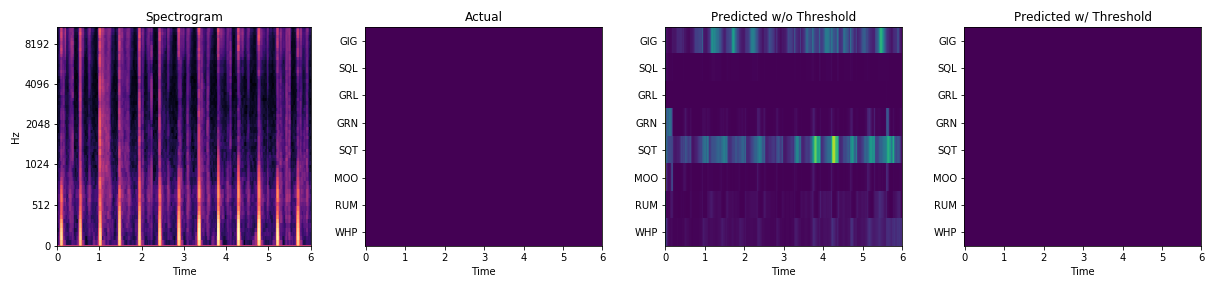 Spectrogram
Hz
8192
4096
2048
1024
512
0
0 1 2 3 4 5 6
Time
Actual
GIG
SQL
GRL
GRN
SQT
MOO
RUM
WHP
0 1 2 3 4 5 6
Time
Predicted w/o Threshold
GIG
SQL
GRL
GRN
SQT
MOO
RUM
WHP
0 1 2 3 4 5 6
Time
Predicted w/ Threshold
GIG
SQL
GRL
GRN
SQT
MOO
RUM
WHP
0 1 2 3 4 5 6
Time